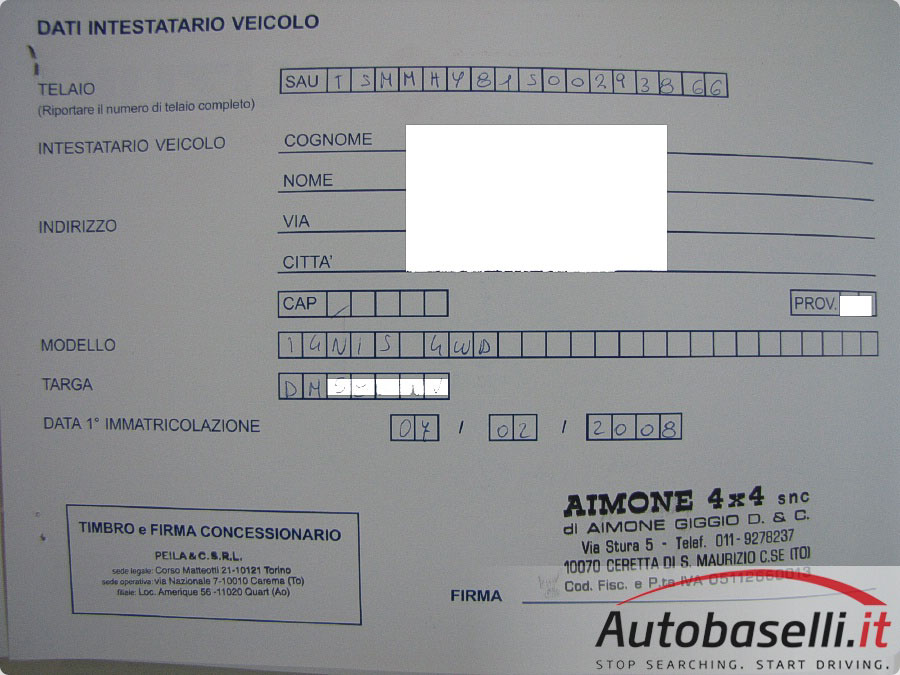 DATI INTESTATARIO VEICOLO
TELAIO
SAU TSMMHY81S00293866
(Riportare il numero di telaio completo)
INTESTATARIO VEICOLO
COGNOME
NOME
INDIRIZZO
VIA
CITTA'
CAP
PROV.
MODELLO
IGNIS 4WD
TARGA
DM
DATA 1° IMMATRICOLAZIONE
07 / 02 / 2008
TIMBRO e FIRMA CONCESSIONARIO
PEILA & C. S.R.L.
sede legale: Corso Matteotti 21-10121 Torino
sede operativa: via Nazionale 7-10010 Carema (To)
filiale: Loc. Amerique 56 -11020 Quart (Ao)
AIMONE 4x4 snc
di AIMONE GIGGIO D. & C.
Via Stura 5 - Telef. 011-9278237
10070 CERETTA DI S. MAURIZIO C.SE (TO)
Cod. Fisc. e P.ta IVA
FIRMA
Autobaselli.it
STOP SEARCHING. START DRIVING.